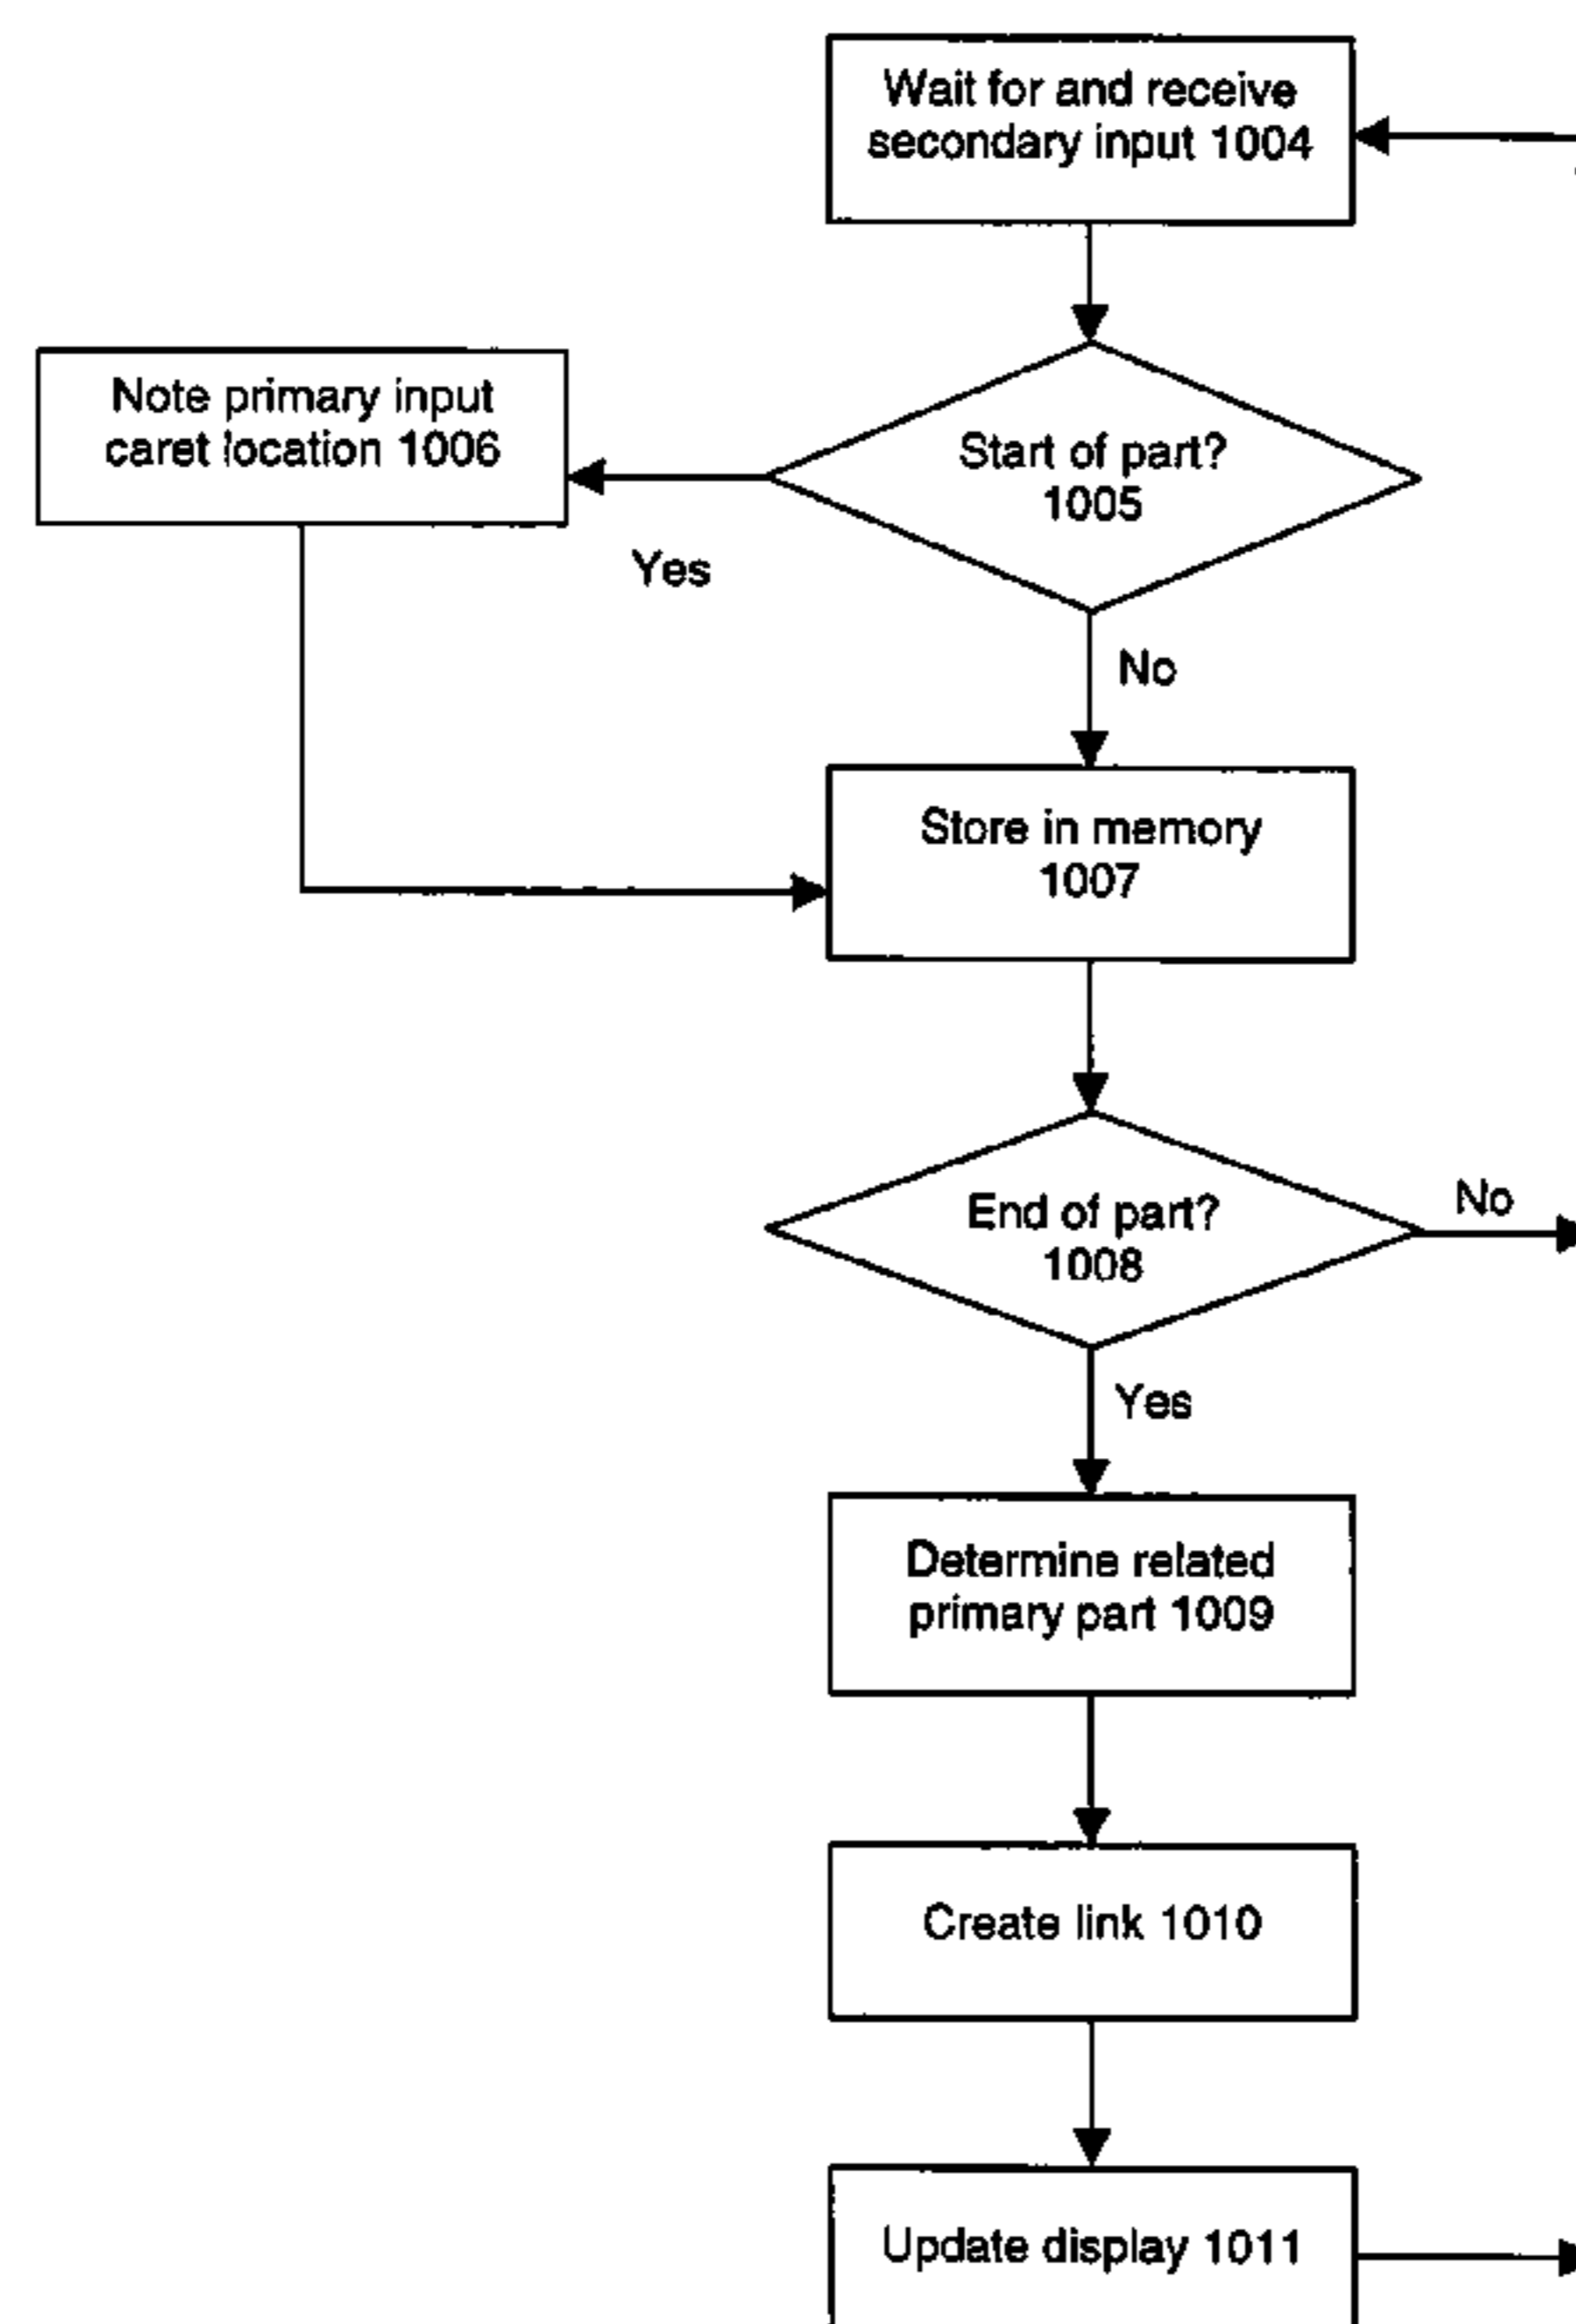 Wait for and receive
secondary input 1004
Note primary input
caret location 1006
Start of part?
1005
Yes
No
Store in memory
1007
End of part?
1008
No
Yes
Determine related
primary part 1009
Create link 1010
Update display 1011